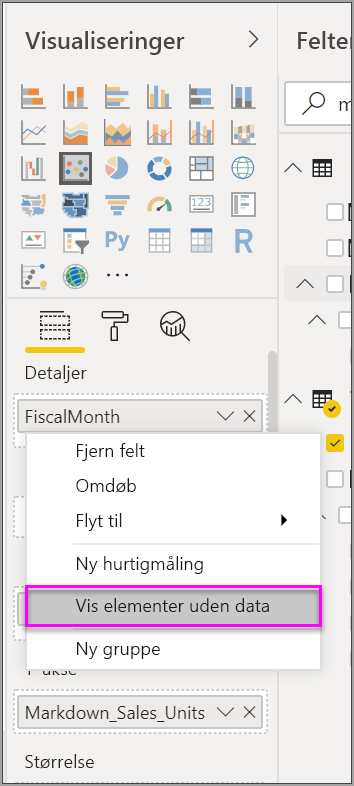 Visualiseringer
Felter
m
123
Py
R
Detaljer
FiscalMonth
Fjern felt
Omdøb
Flyt til
Ny hurtigmåling
Vis elementer uden data
Ny gruppe
Markdown_Sales_Units
Størrelse